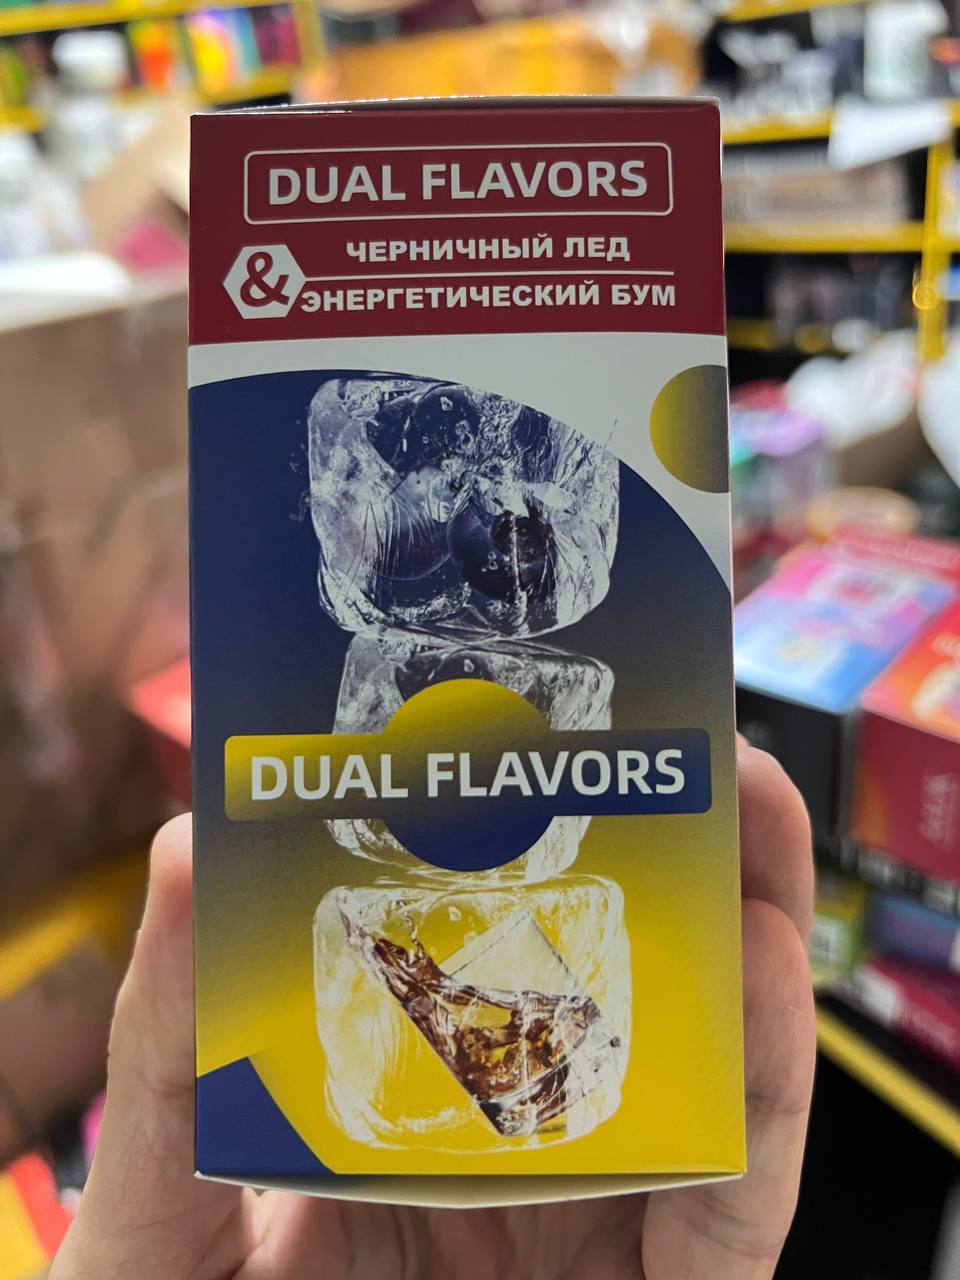 DUAL FLAVORS
ЧЕРНИЧНЫЙ ЛЕД
&
ЭНЕРГЕТИЧЕСКИЙ БУМ
DUAL FLAVORS